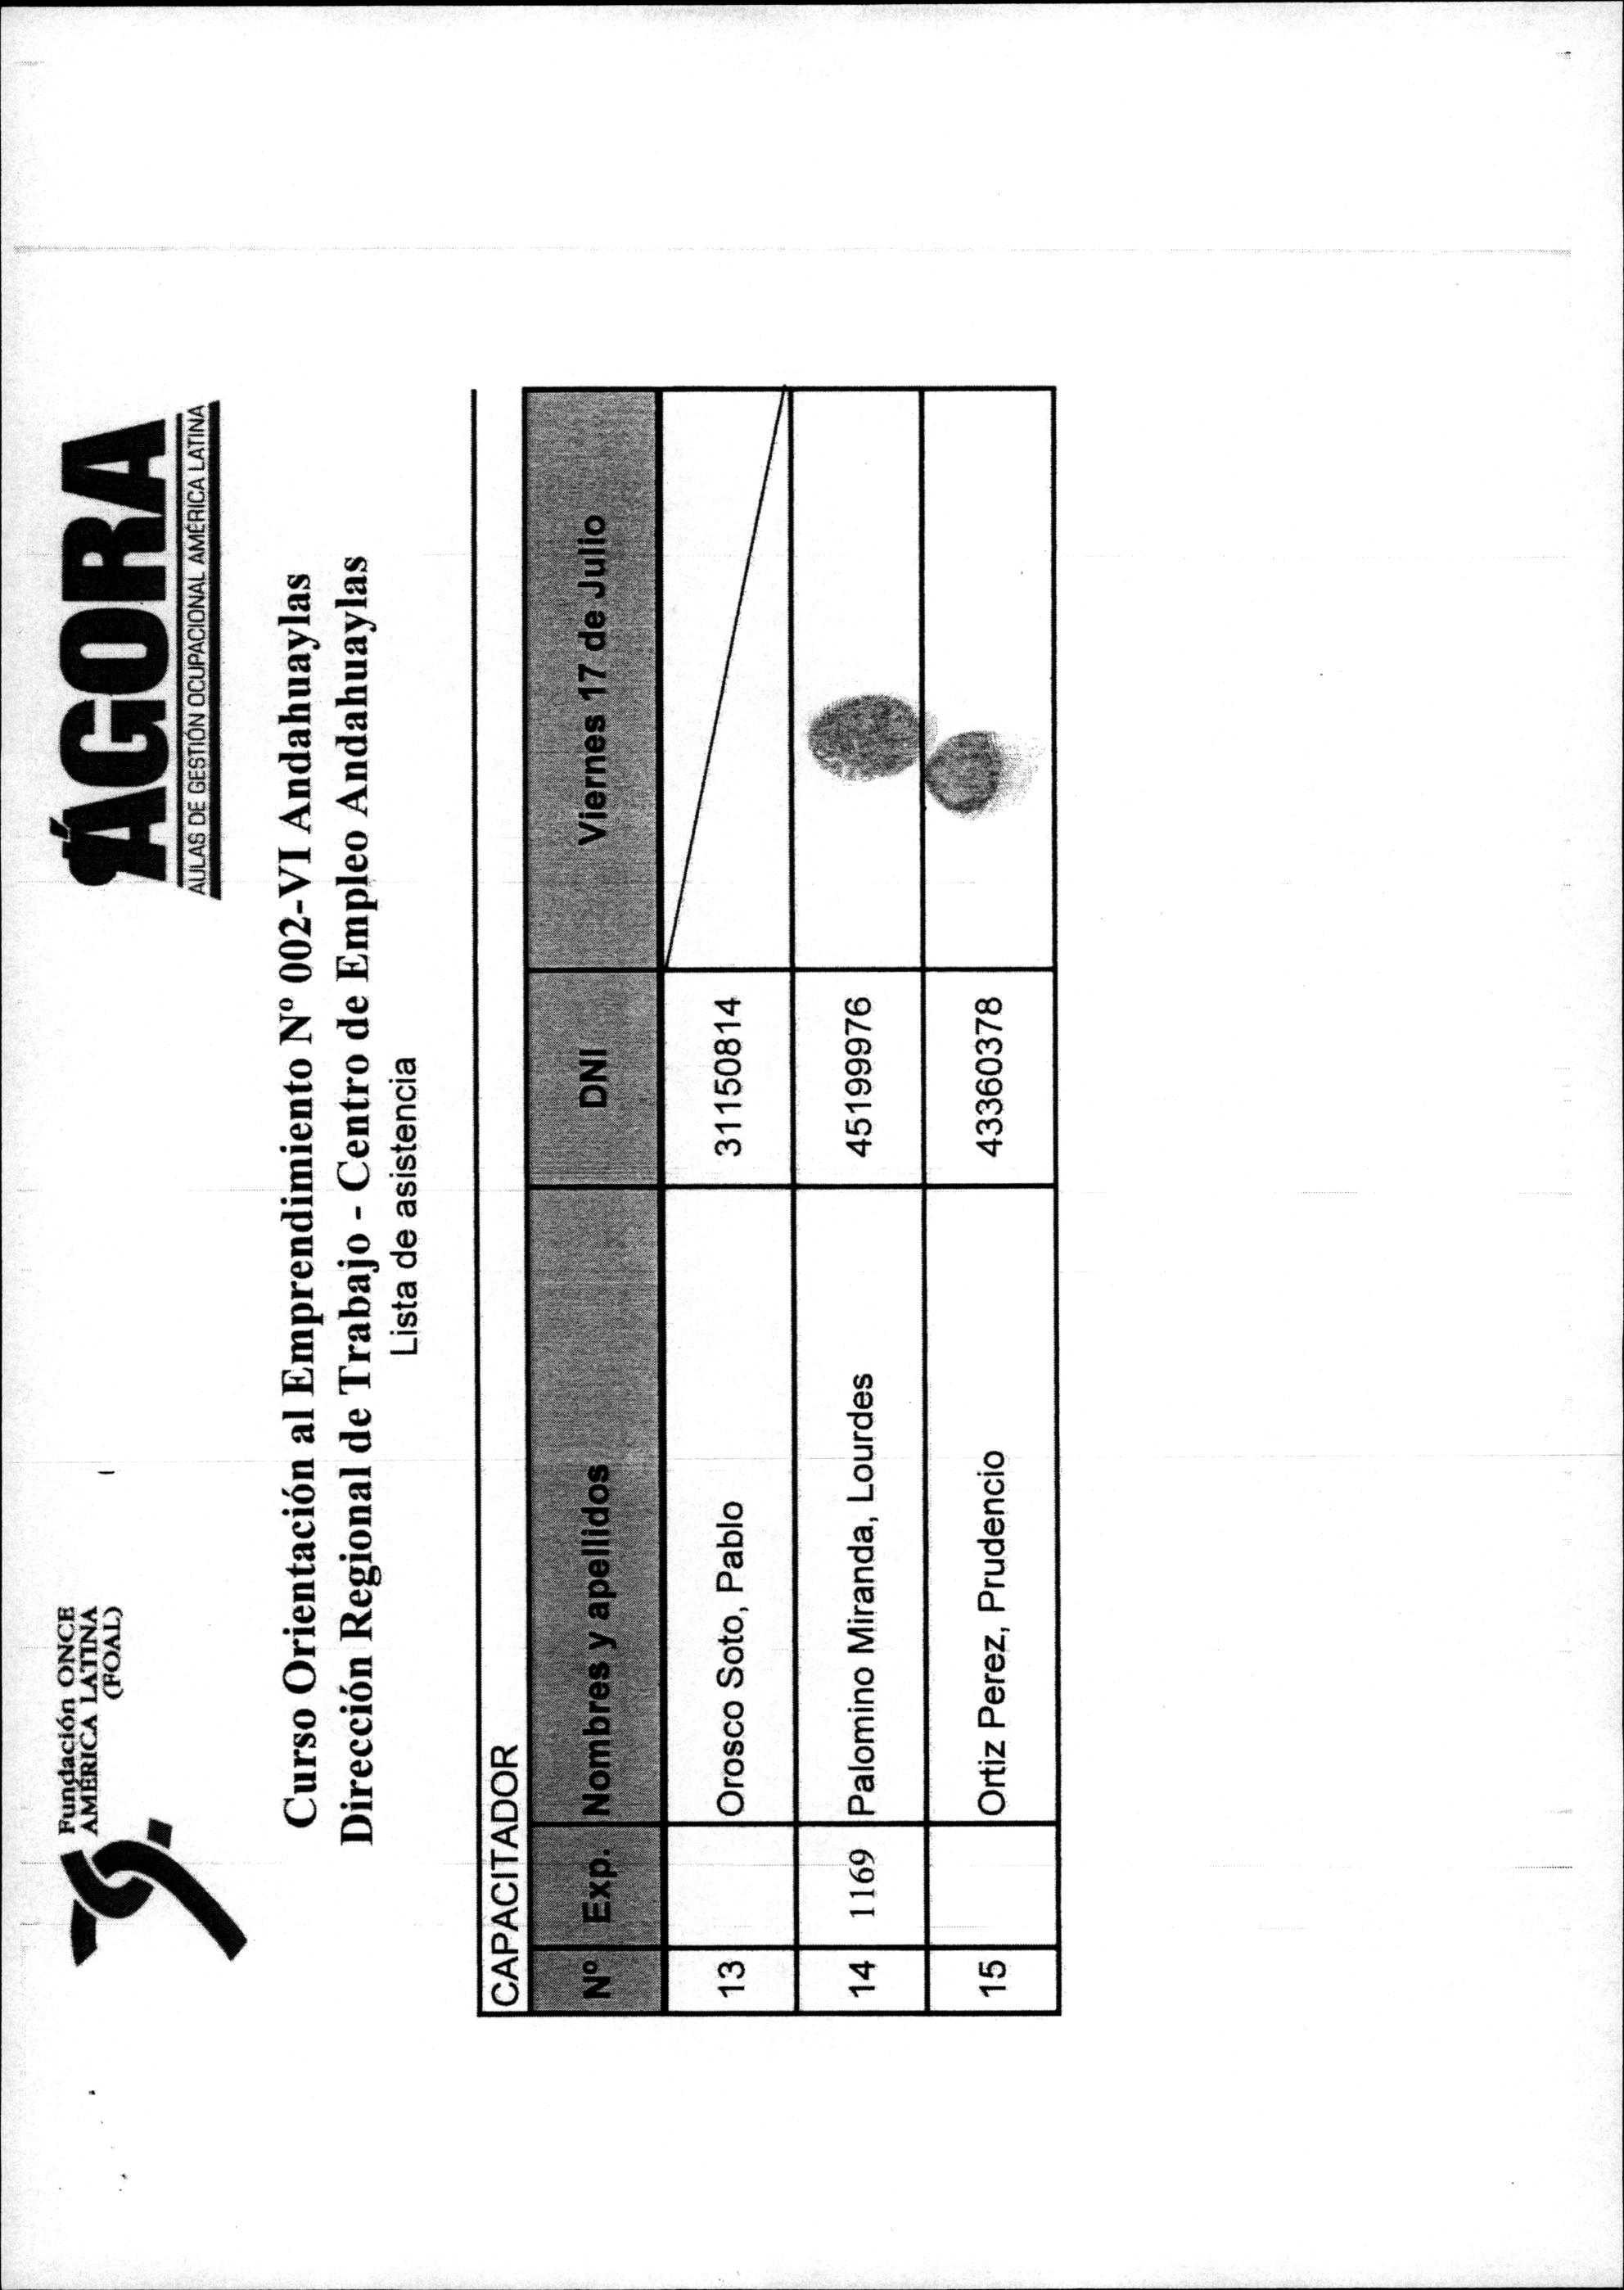 Fundación ONCE
AMÉRICA LATINA
(FOAL)
ÁGORA
AULAS DE GESTIÓN OCUPACIONAL AMÉRICA LATINA
Curso Orientación al Emprendimiento Nº 002-VI Andahuaylas
Dirección Regional de Trabajo - Centro de Empleo Andahuaylas
Lista de asistencia
CAPACITADOR
Nº Exp. Nombres y apellidos DNI Viernes 17 de Julio
13 Orosco Soto, Pablo 31150814
14 1169 Palomino Miranda, Lourdes 45199976
15 Ortiz Perez, Prudencio 43360378